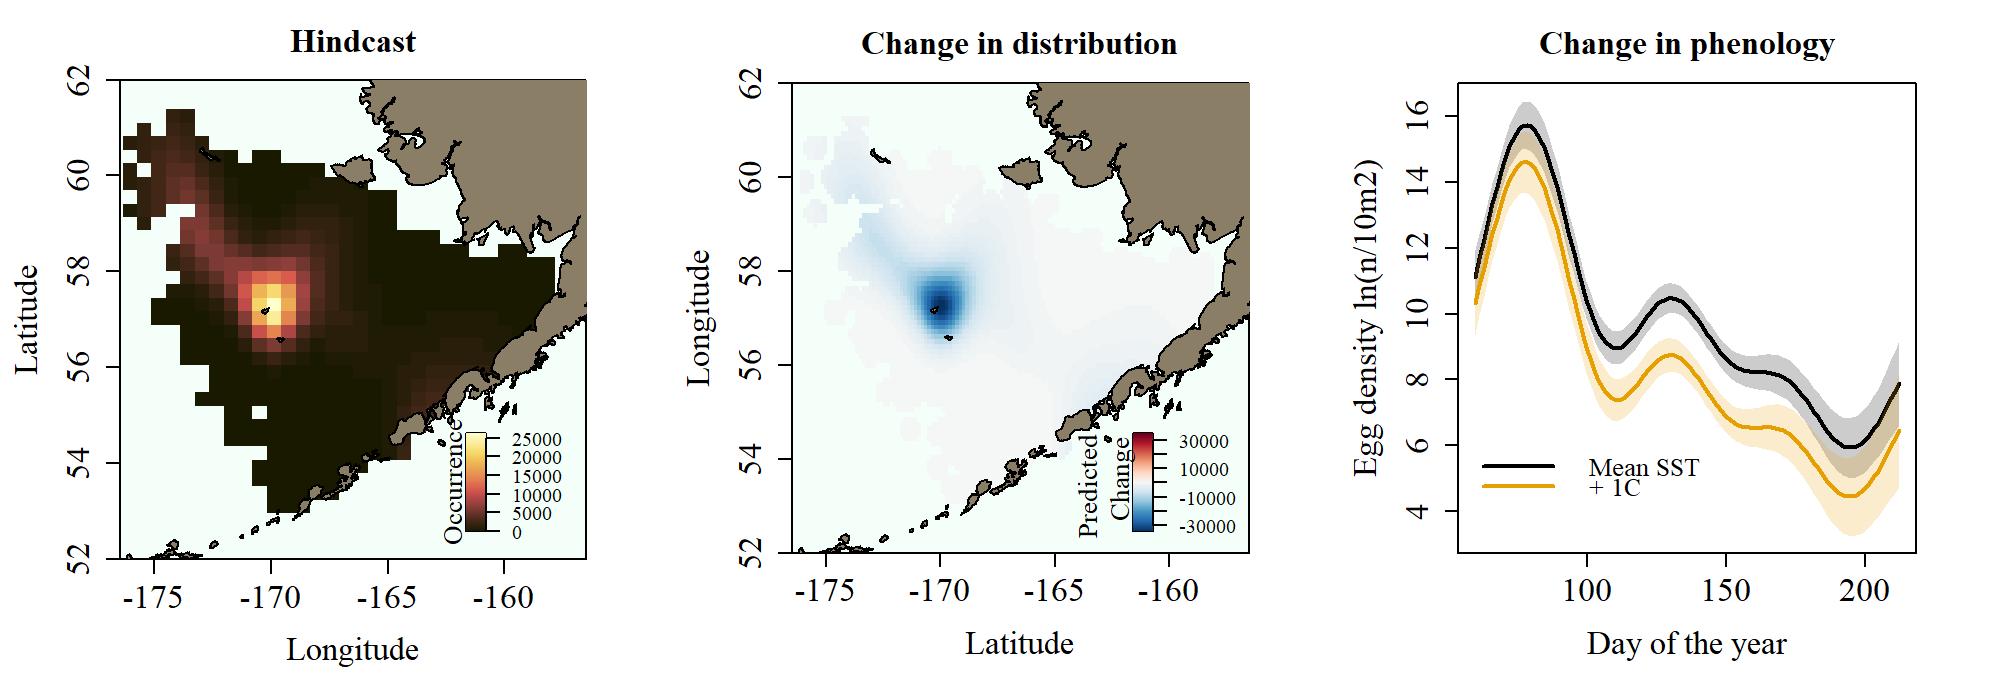 Hindcast
Latitude
62
60
58
56
54
52
-175
-170
-165
-160
Longitude
Occurrence
25000
20000
15000
10000
5000
0
Change in distribution
Longitude
62
60
58
56
54
52
-175
-170
-165
-160
Latitude
Predicted
Change
30000
10000
-10000
-30000
Change in phenology
Egg density ln(n/10m2)
16
14
12
10
8
6
4
Mean SST
+ 1C
100
150
200
Day of the year